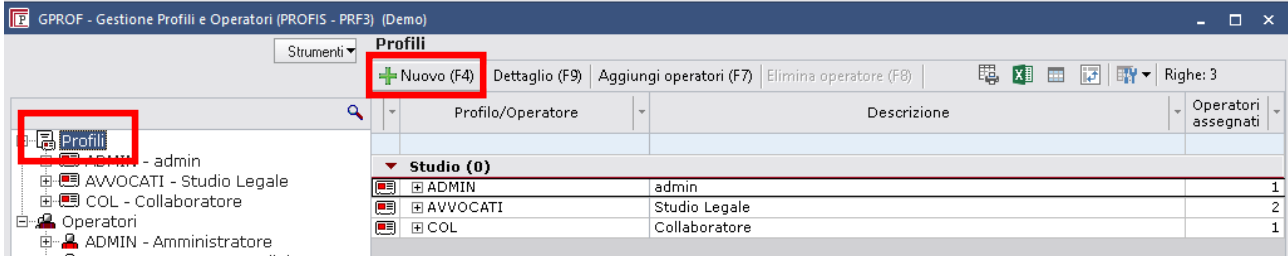 GPROF - Gestione Profili e Operatori (PROFIS - PRF3) (Demo)
Strumenti
Profili
Nuovo (F4) Dettaglio (F9) Aggiungi operatori (F7) Elimina operatore (F8) Righe: 3
Profilo/Operatore Descrizione Operatori assegnati
Profili
ADMIN - admin
AVVOCATI - Studio Legale
COL - Collaboratore
Operatori
ADMIN - Amministratore
Studio (0)
ADMIN admin 1
AVVOCATI Studio Legale 2
COL Collaboratore 1